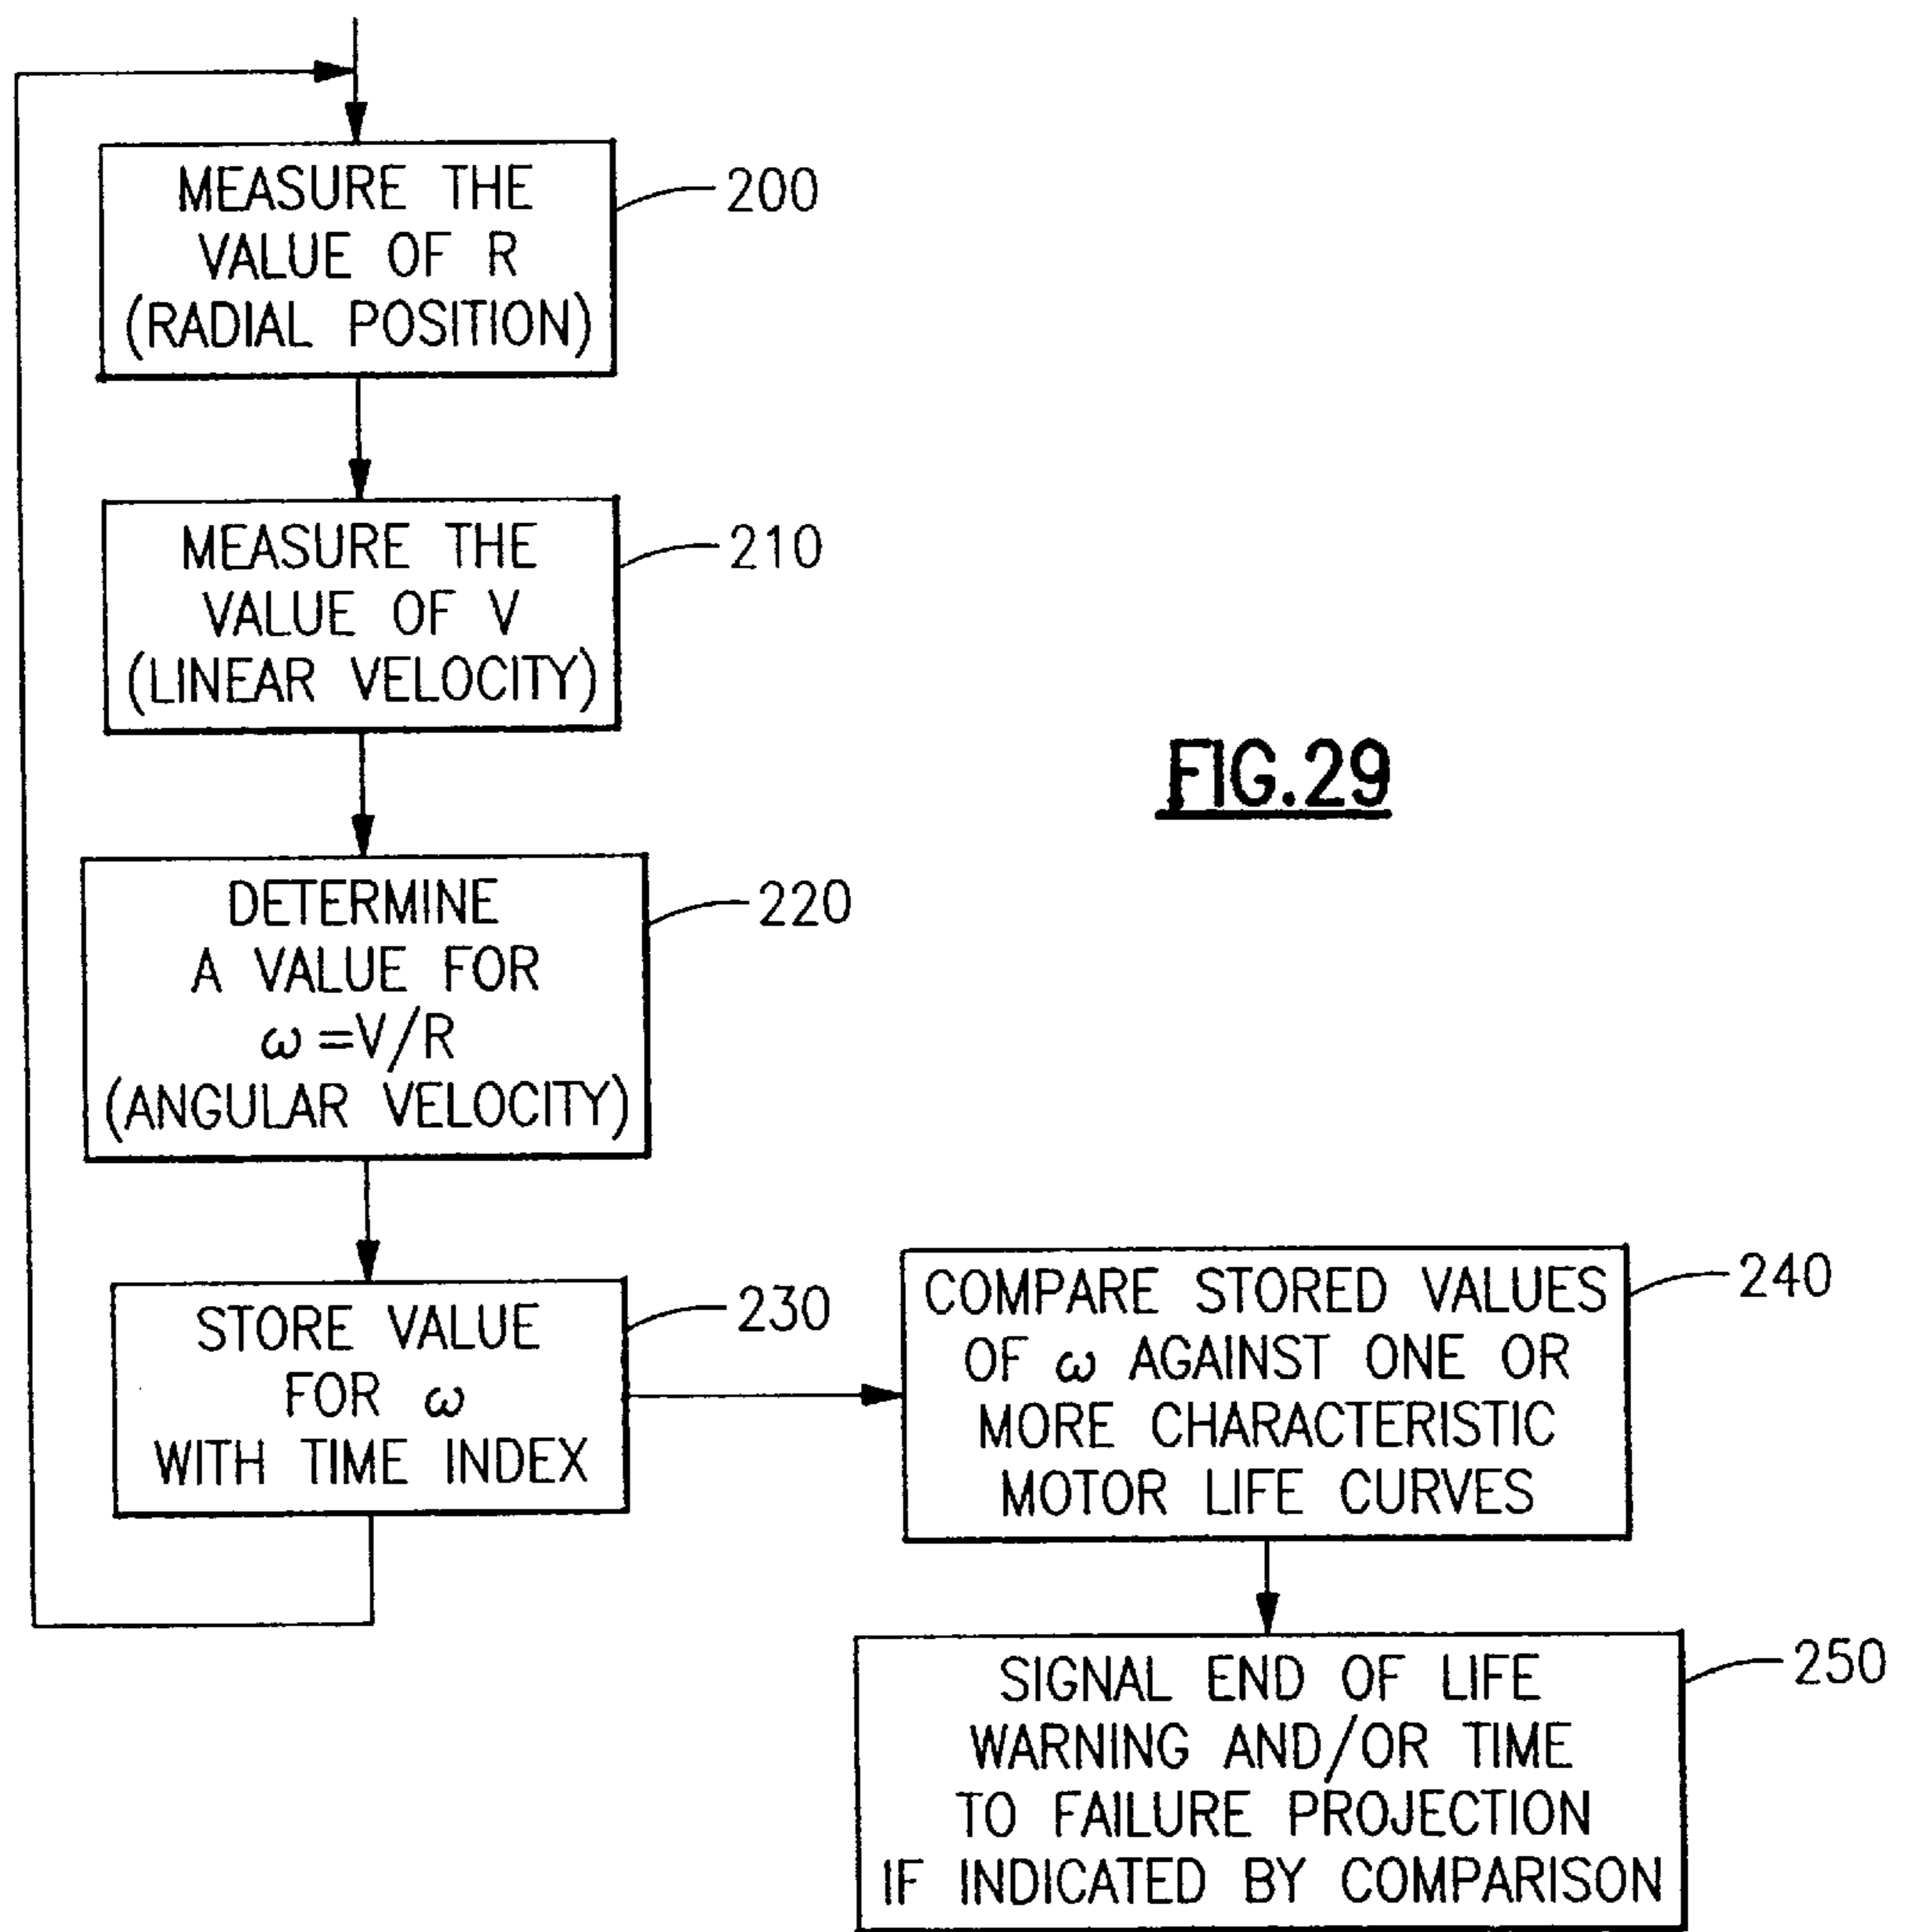 MEASURE THE
VALUE OF R
(RADIAL POSITION)
200
MEASURE THE
VALUE OF V
(LINEAR VELOCITY)
210
FIG.29
DETERMINE
A VALUE FOR
ω=V/R
(ANGULAR VELOCITY)
220
STORE VALUE
FOR ω
WITH TIME INDEX
230
COMPARE STORED VALUES
OF ω AGAINST ONE OR
MORE CHARACTERISTIC
MOTOR LIFE CURVES
240
SIGNAL END OF LIFE
WARNING AND/OR TIME
TO FAILURE PROJECTION
IF INDICATED BY COMPARISON
250